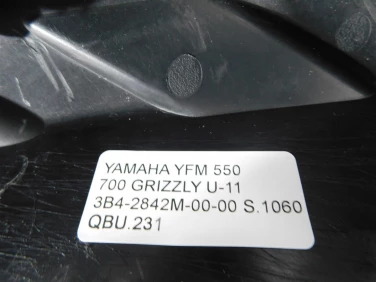 YAMAHA YFM 550
700 GRIZZLY U-11
3B4-2842M-00-00 S.1060
QBU.231